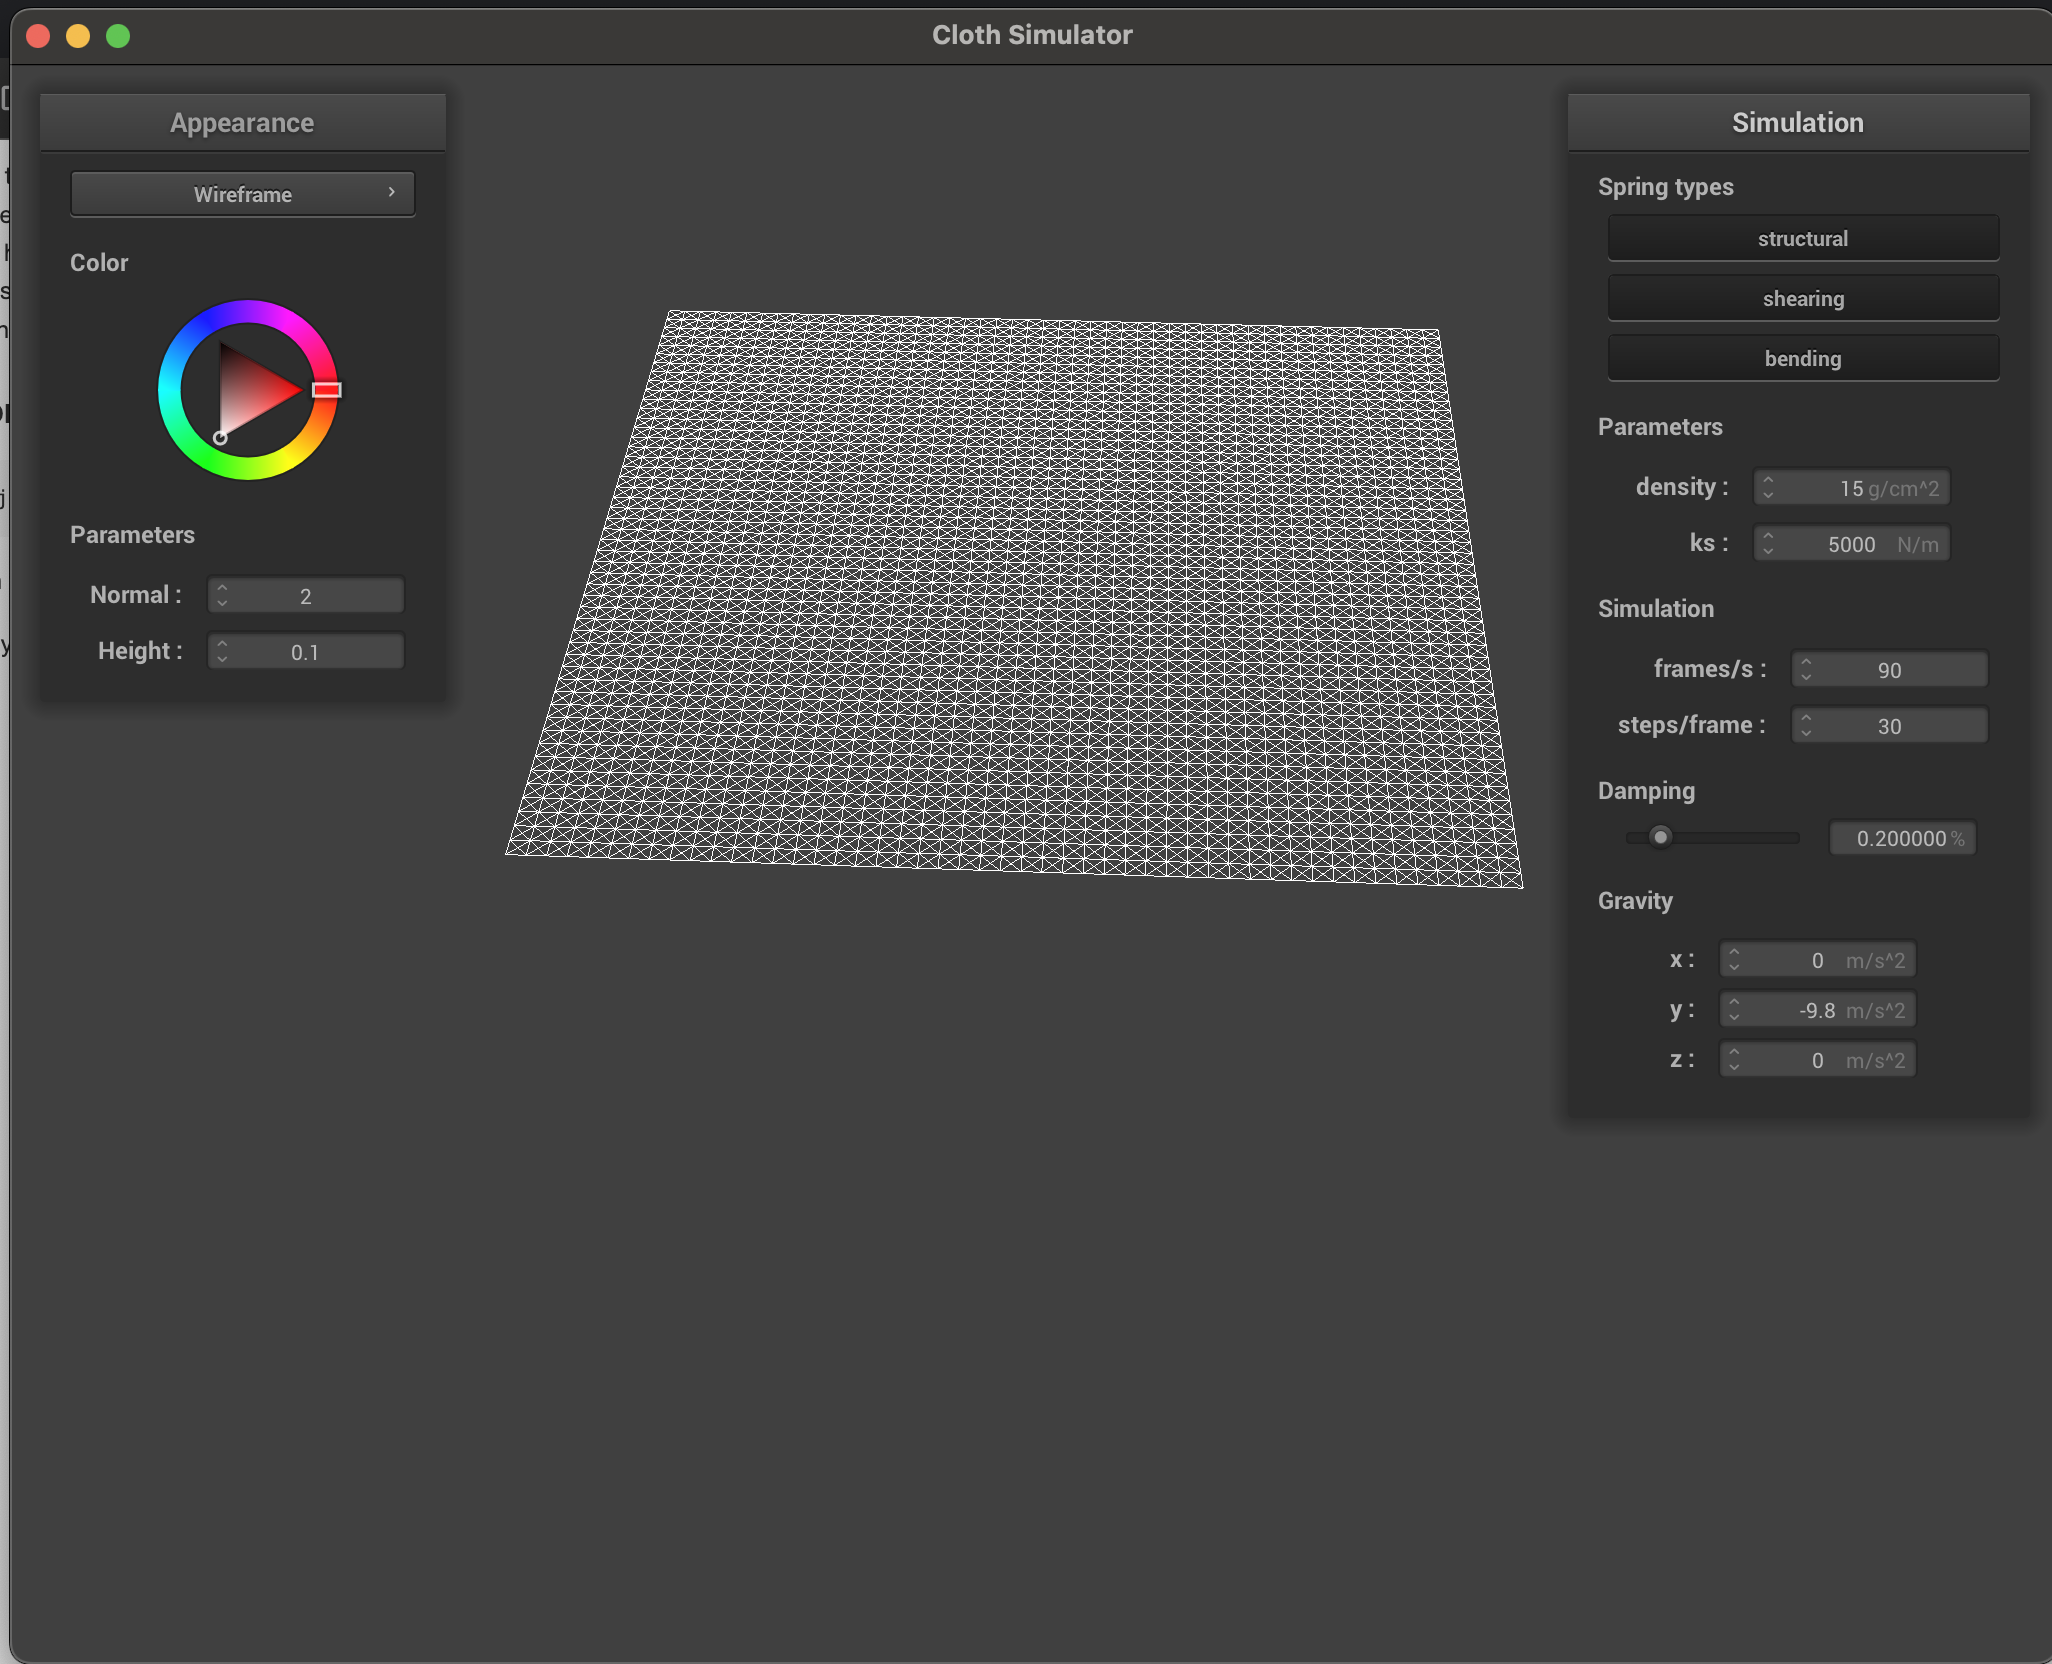 Cloth Simulator
Appearance
Wireframe
Color
Parameters
Normal : 2
Height : 0.1
Simulation
Spring types
structural
shearing
bending
Parameters
density : 15 g/cm^2
ks : 5000 N/m
Simulation
frames/s : 90
steps/frame : 30
Damping
0.200000 %
Gravity
x : 0 m/s^2
y : -9.8 m/s^2
z : 0 m/s^2